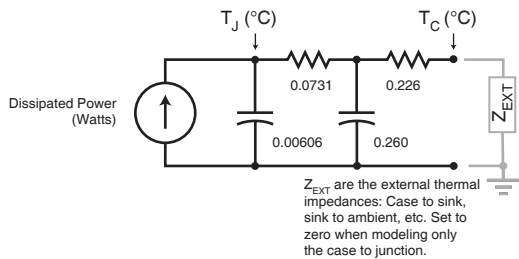 T_J (°C)
T_C (°C)
Dissipated Power
(Watts)
0.0731
0.226
0.00606
0.260
Z_EXT
Z_EXT are the external thermal
impedances: Case to sink,
sink to ambient, etc. Set to
zero when modeling only
the case to junction.